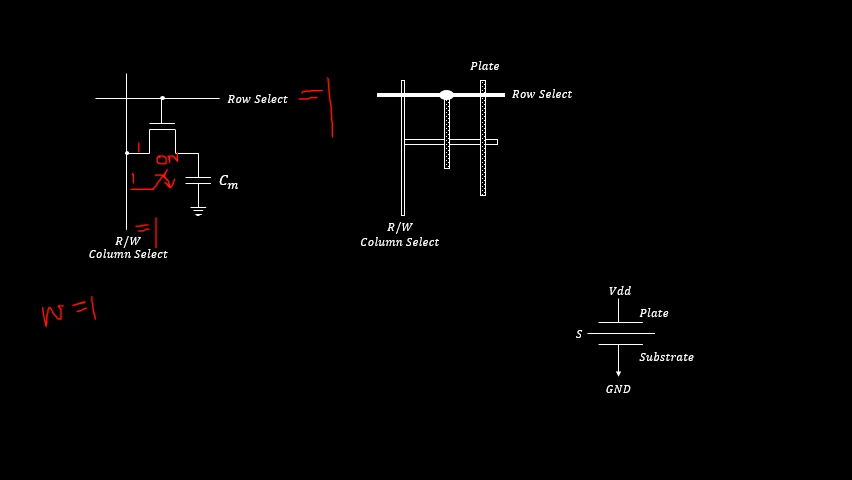 Plate
Row Select =1
Row Select
1
ON
1
C_m
=1
R/W
Column Select
R/W
Column Select
W=1
Vdd
Plate
S
Substrate
GND